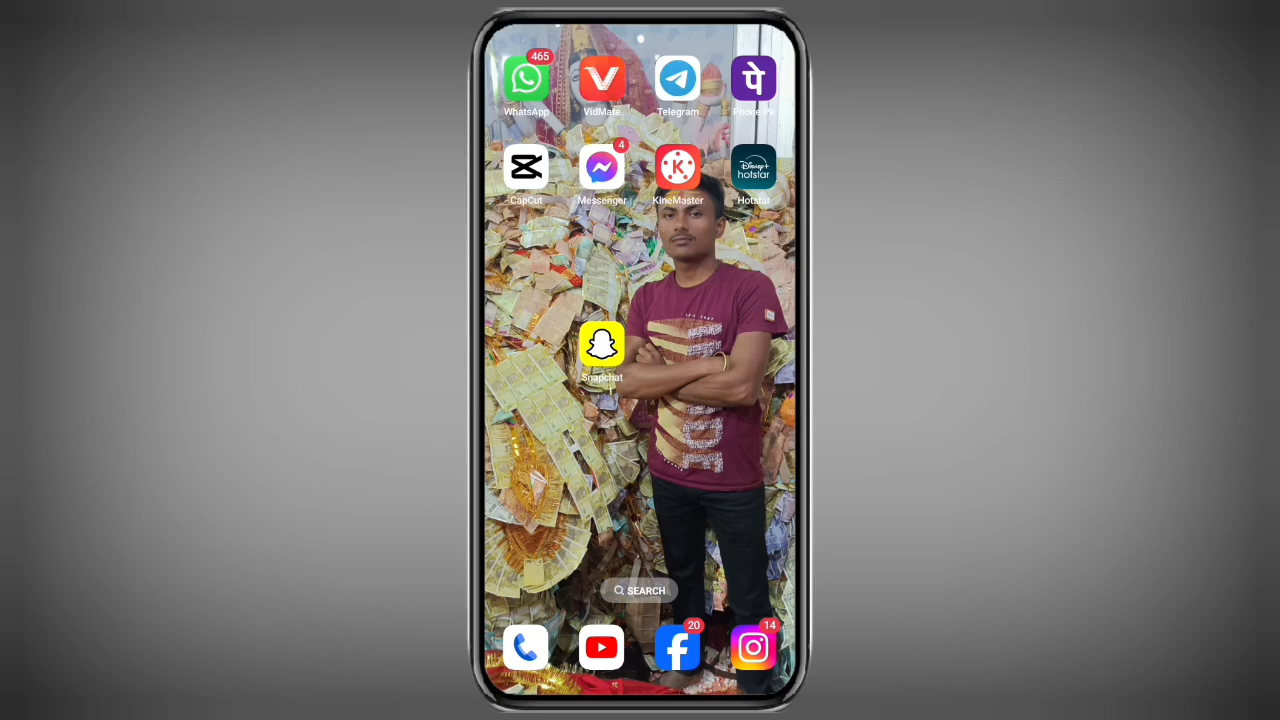 465
WhatsApp
VidMate
Telegram
पे
Phone Pe
4
K
Disney+
hotstar
CapCut
Messenger
KineMaster
Hotstar
Snapchat
SEARCH
20
14